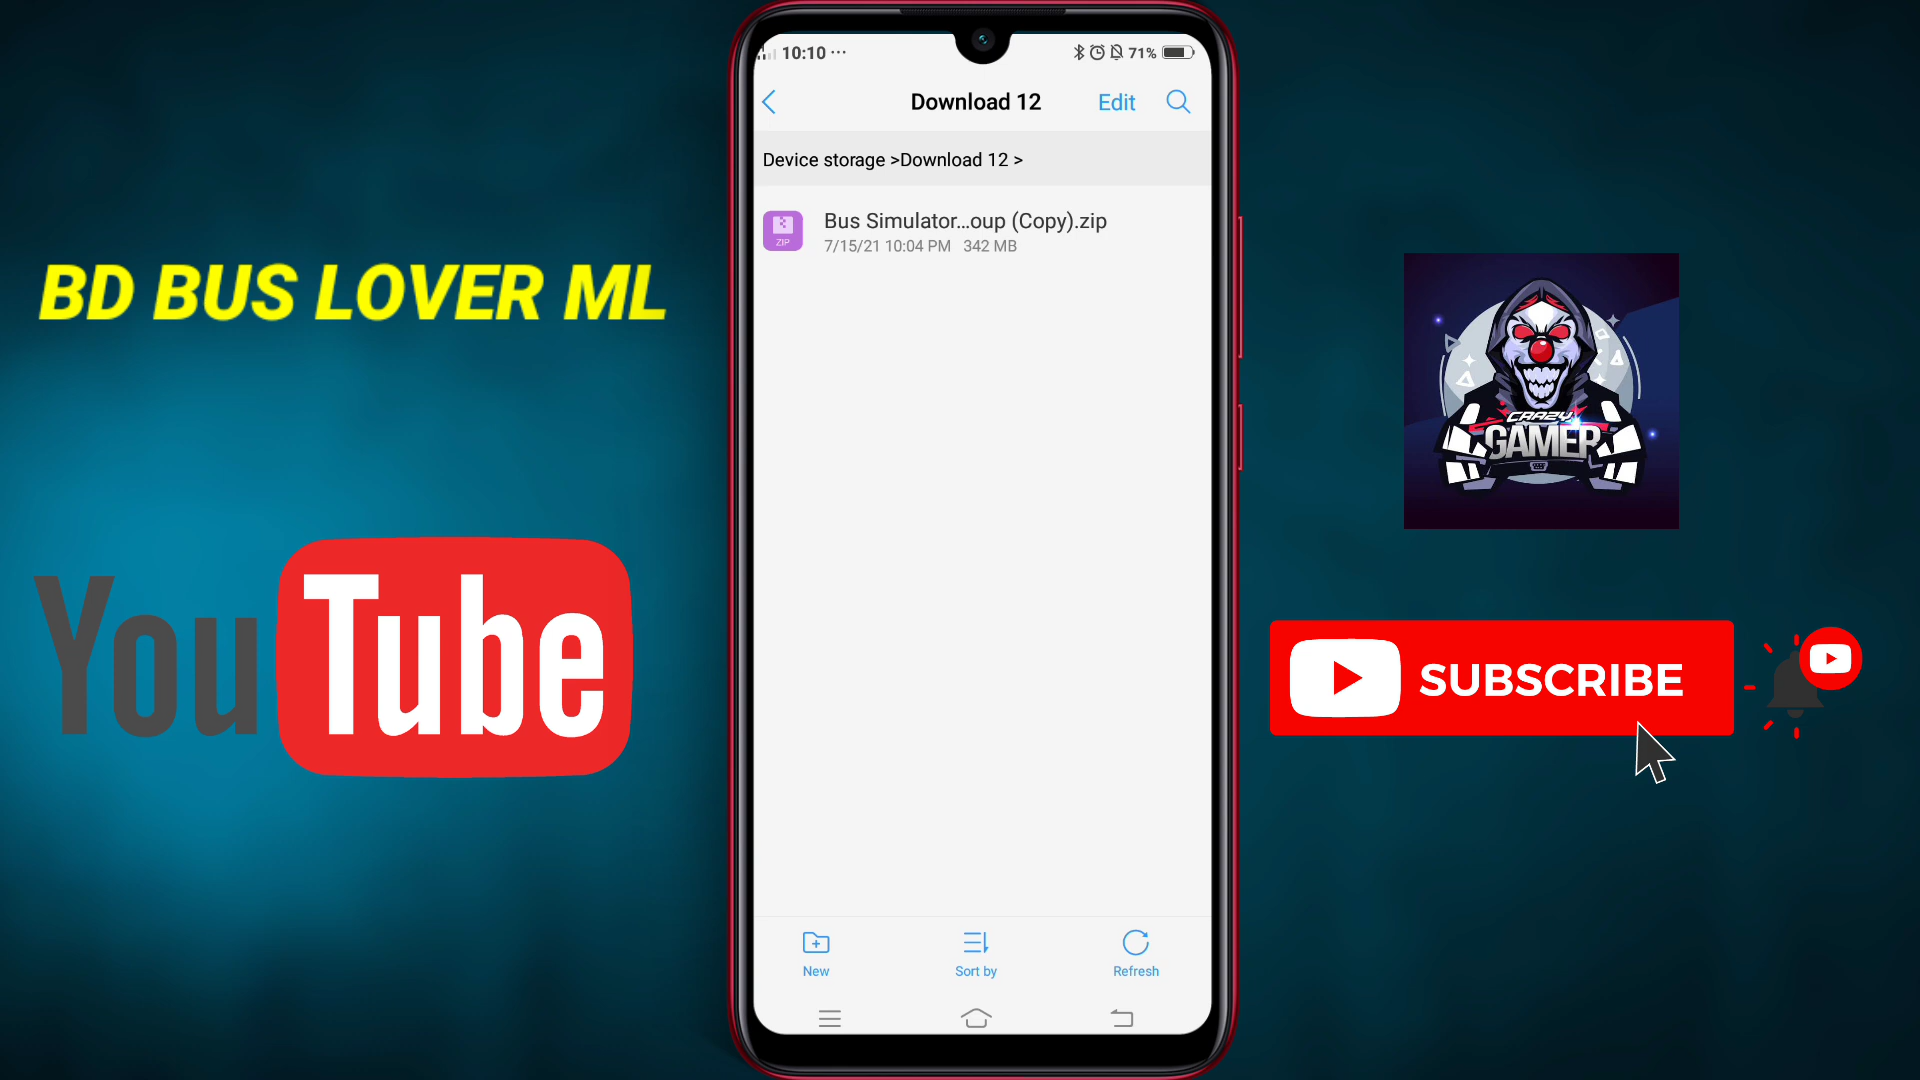 10:10 ...
71%
Download 12
Edit
Device storage >Download 12 >
ZIP
Bus Simulator...oup (Copy).zip
7/15/21 10:04 PM 342 MB
BD BUS LOVER ML
CRAZY
GAMER
YouTube
SUBSCRIBE
New
Sort by
Refresh